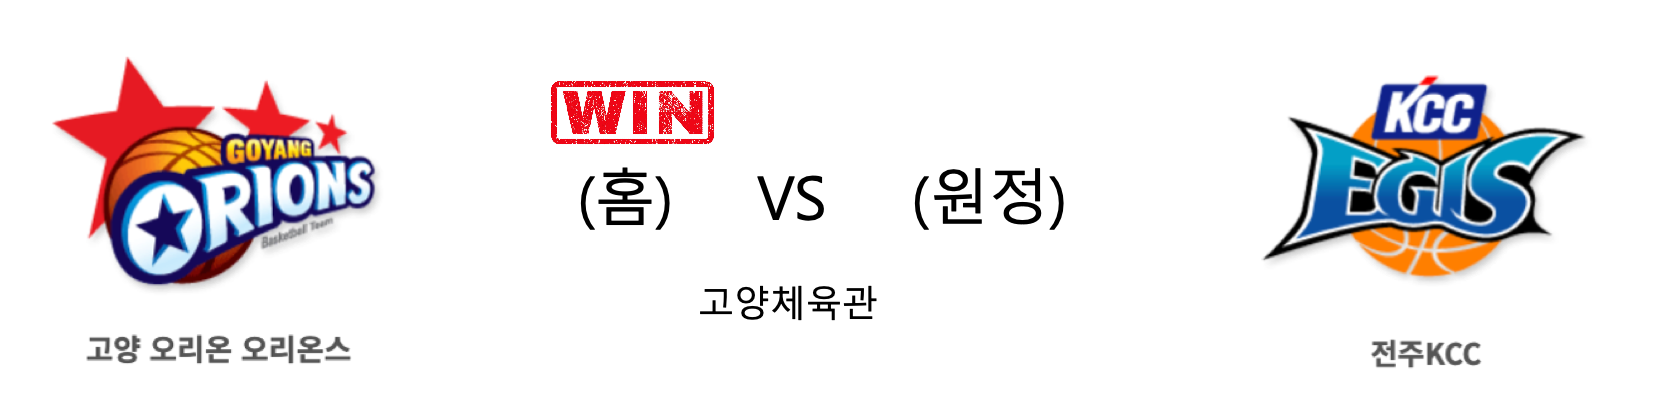 GOYANG
ORIONS
Basketball Team
고양 오리온 오리온스
WIN
(홈) VS (원정)
고양체육관
KCC
EGIS
전주KCC